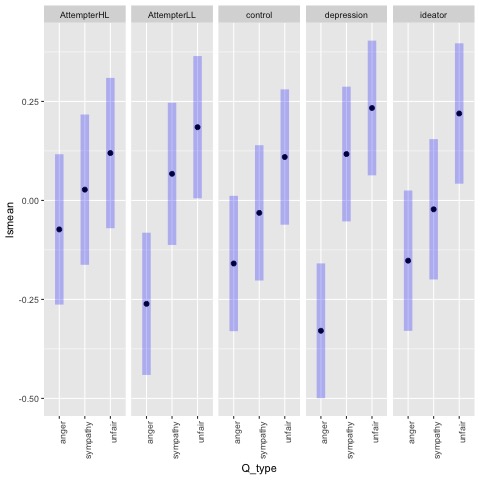 AttempterHL AttempterLL control depression ideator
lsmean
0.25
0.00
-0.25
-0.50
anger sympathy unfair anger sympathy unfair anger sympathy unfair anger sympathy unfair anger sympathy unfair
Q_type